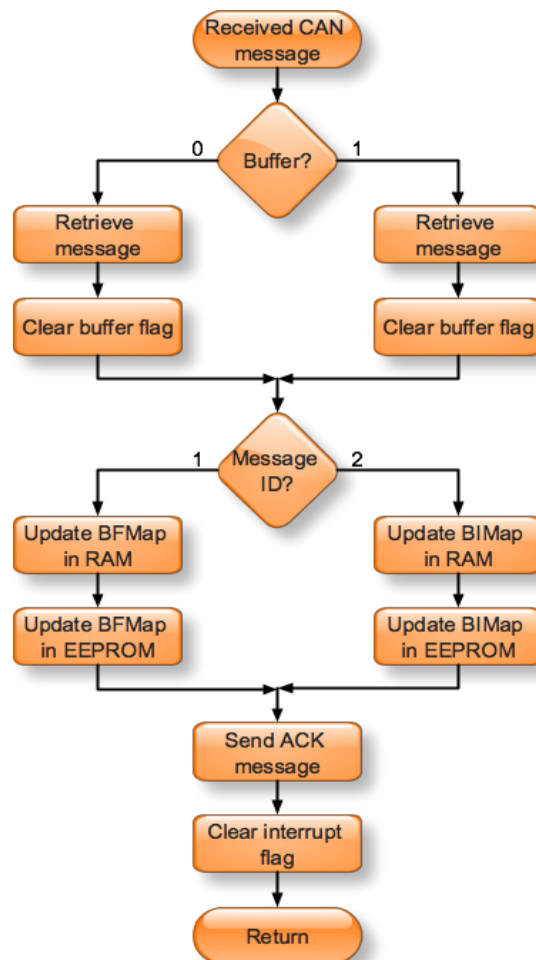 Received CAN
message
Buffer?
0
1
Retrieve
message
Retrieve
message
Clear buffer flag
Clear buffer flag
Message
ID?
1
2
Update BFMap
in RAM
Update BIMap
in RAM
Update BFMap
in EEPROM
Update BIMap
in EEPROM
Send ACK
message
Clear interrupt
flag
Return